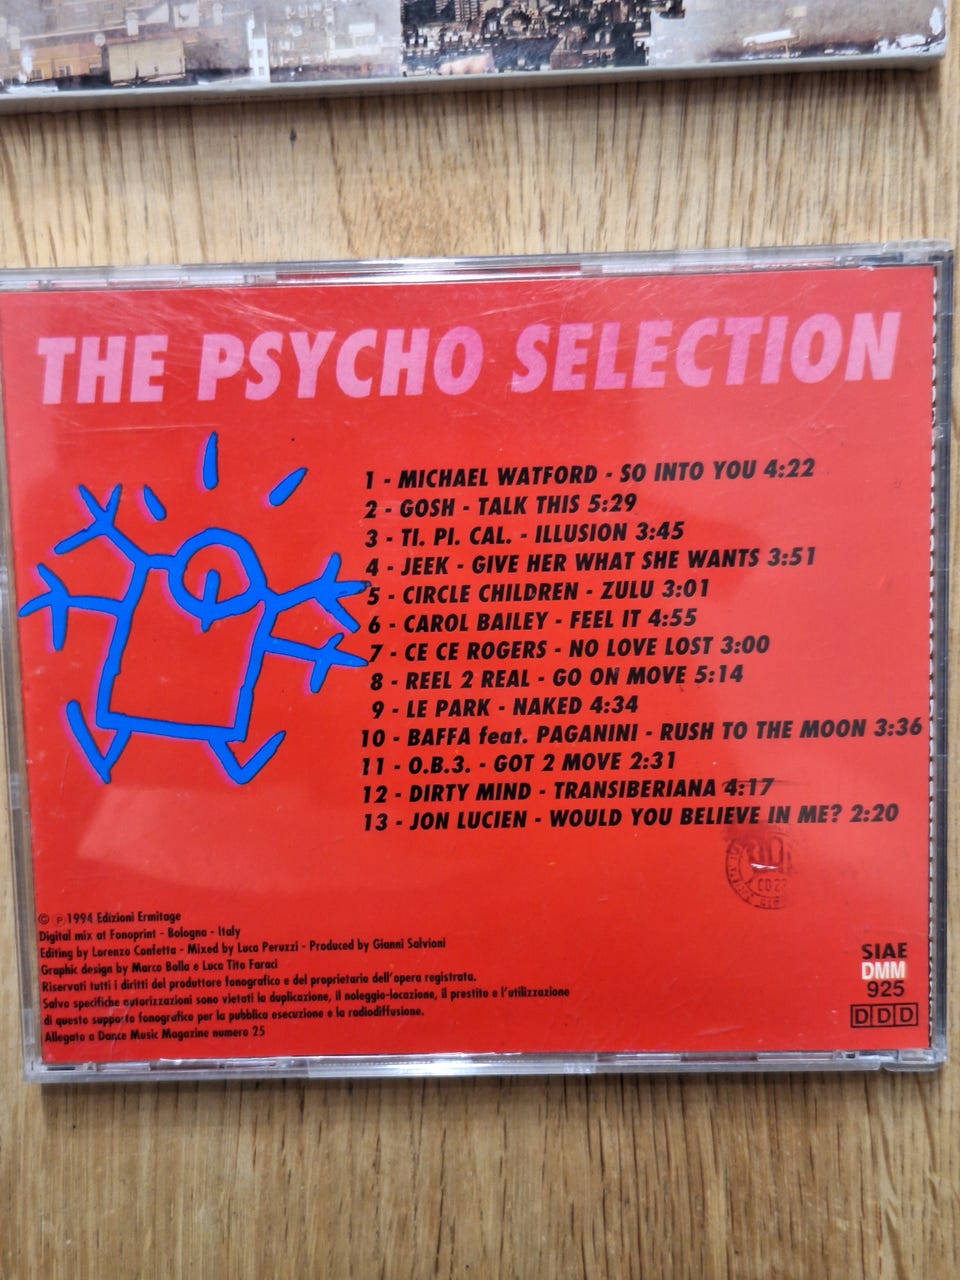 THE PSYCHO SELECTION
1 - MICHAEL WATFORD - SO INTO YOU 4:22
2 - GOSH - TALK THIS 5:29
3 - TI. PI. CAL. - ILLUSION 3:45
4 - JEEK - GIVE HER WHAT SHE WANTS 3:51
5 - CIRCLE CHILDREN - ZULU 3:01
6 - CAROL BAILEY - FEEL IT 4:55
7 - CE CE ROGERS - NO LOVE LOST 3:00
8 - REEL 2 REAL - GO ON MOVE 5:14
9 - LE PARK - NAKED 4:34
10 - BAFFA feat. PAGANINI - RUSH TO THE MOON 3:36
11 - O.B.3. - GOT 2 MOVE 2:31
12 - DIRTY MIND - TRANSIBERIANA 4:17
13 - JON LUCIEN - WOULD YOU BELIEVE IN ME? 2:20
CD 22
© ℗ 1994 Edizioni Ermitage
Digital mix at Fonoprint - Bologna - Italy
Editing by Lorenzo Confetta - Mixed by Luca Peruzzi - Produced by Gianni Salvioni
Graphic design by Marco Bolla e Luca Tito Faraci
Riservati tutti i diritti del produttore fonografico e del proprietario dell'opera registrata.
Salvo specifiche autorizzazioni sono vietati la duplicazione, il noleggio-locazione, il prestito e l'utilizzazione
di questo supporto fonografico per la pubblica esecuzione e la radiodiffusione.
Allegato a Dance Music Magazine numero 25
SIAE
DMM
925
DDD